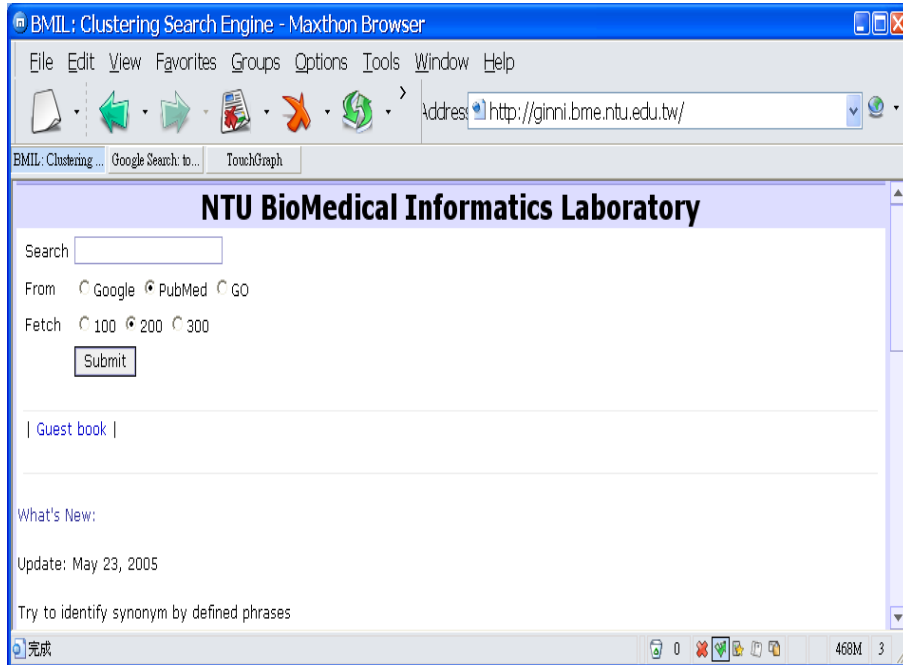 BMIL: Clustering Search Engine - Maxthon Browser
File Edit View Favorites Groups Options Tools Window Help
Address http://ginni.bme.ntu.edu.tw/
BMIL: Clustering ... Google Search: to... TouchGraph
NTU BioMedical Informatics Laboratory
Search
From Google PubMed GO
Fetch 100 200 300
Submit
| Guest book |
What's New:
Update: May 23, 2005
Try to identify synonym by defined phrases
完成 0 468M 3